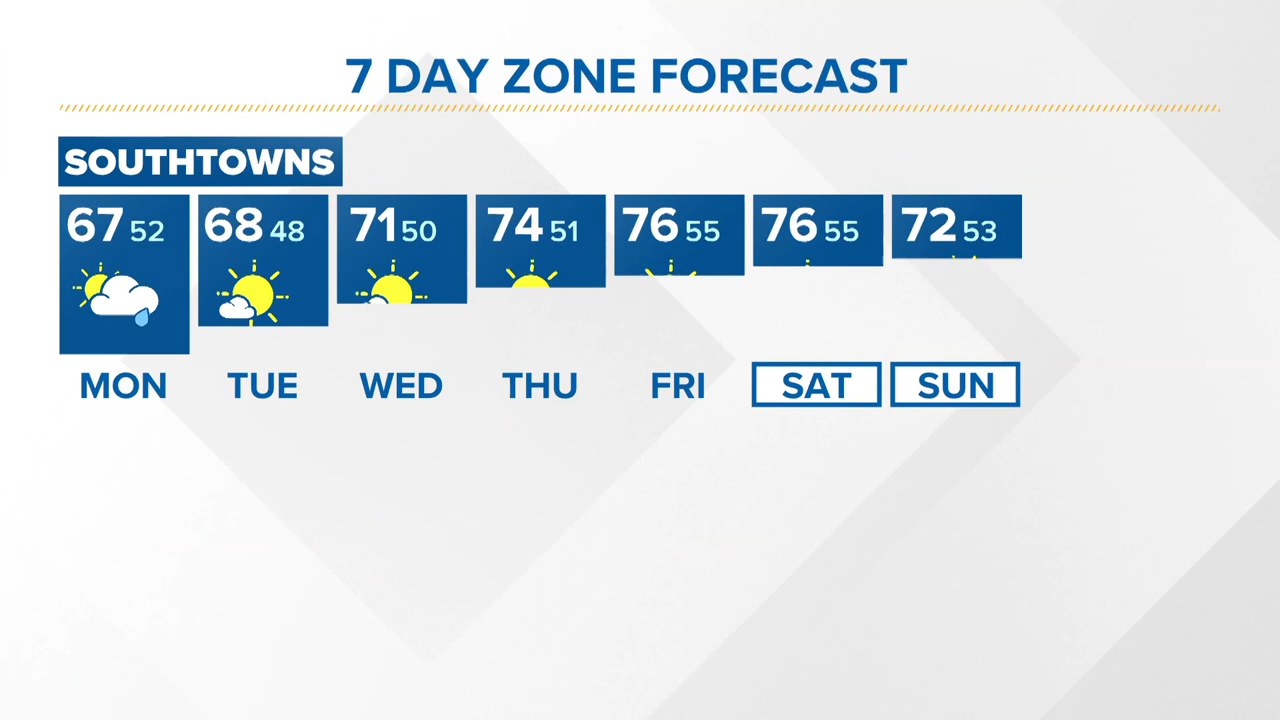 7 DAY ZONE FORECAST
SOUTHTOWNS
67 52 68 48 71 50 74 51 76 55 76 55 72 53
MON TUE WED THU FRI SAT SUN